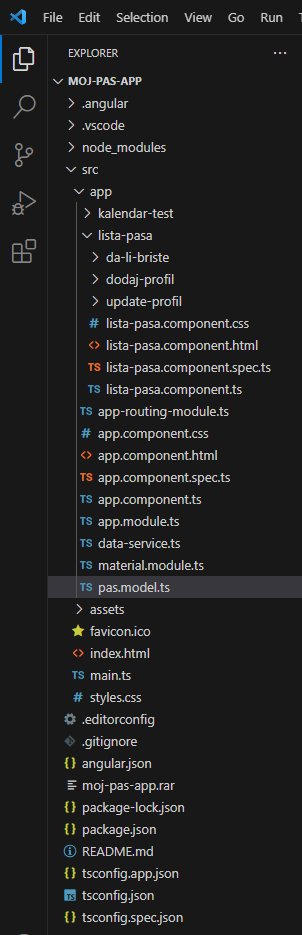 File Edit Selection View Go Run
EXPLORER
MOJ-PAS-APP
.angular
.vscode
node_modules
src
app
kalendar-test
lista-pasa
da-li-briste
dodaj-profil
update-profil
# lista-pasa.component.css
<> lista-pasa.component.html
TS lista-pasa.component.spec.ts
TS lista-pasa.component.ts
TS app-routing-module.ts
# app.component.css
<> app.component.html
TS app.component.spec.ts
TS app.component.ts
TS app.module.ts
TS data-service.ts
TS material.module.ts
TS pas.model.ts
assets
favicon.ico
<> index.html
TS main.ts
# styles.css
.editorconfig
.gitignore
{} angular.json
moj-pas-app.rar
{} package-lock.json
{} package.json
README.md
{} tsconfig.app.json
TS tsconfig.json
{} tsconfig.spec.json